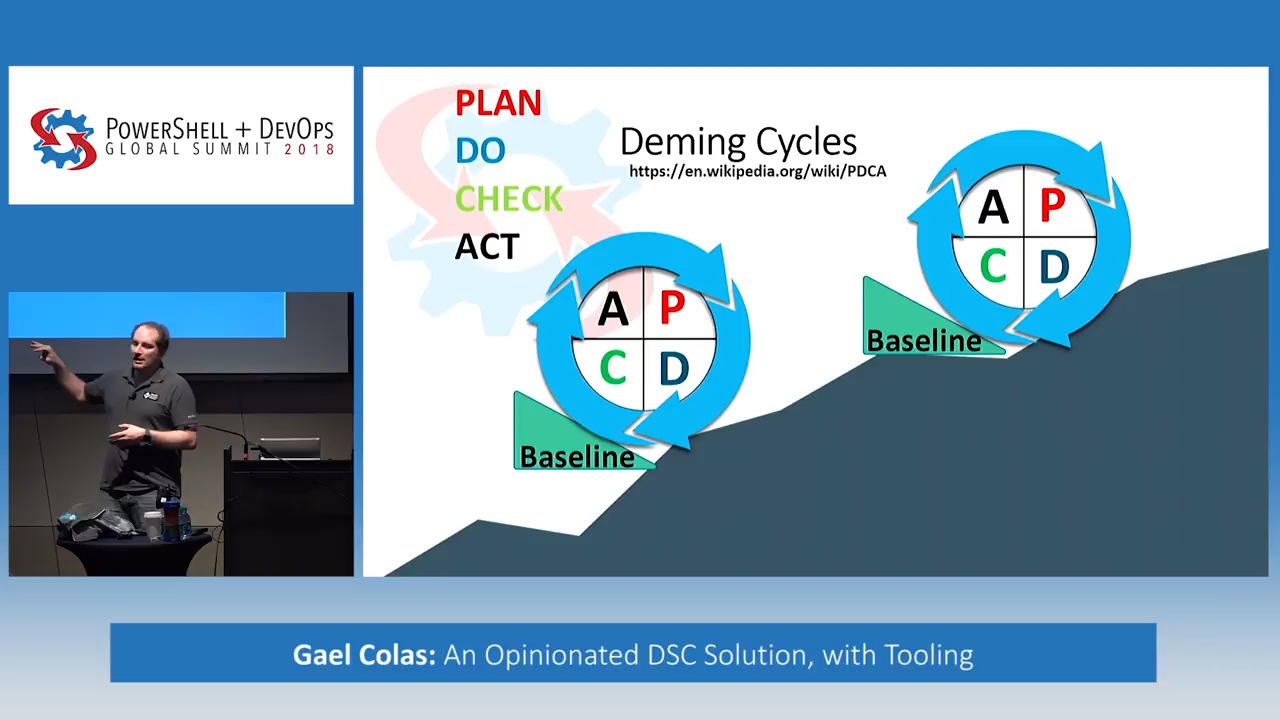 POWERSHELL + DEVOPS
GLOBAL SUMMIT 2018
PLAN
DO
CHECK
ACT
Deming Cycles
https://en.wikipedia.org/wiki/PDCA
A P
C D
Baseline
A P
C D
Baseline
Gael Colas: An Opinionated DSC Solution, with Tooling